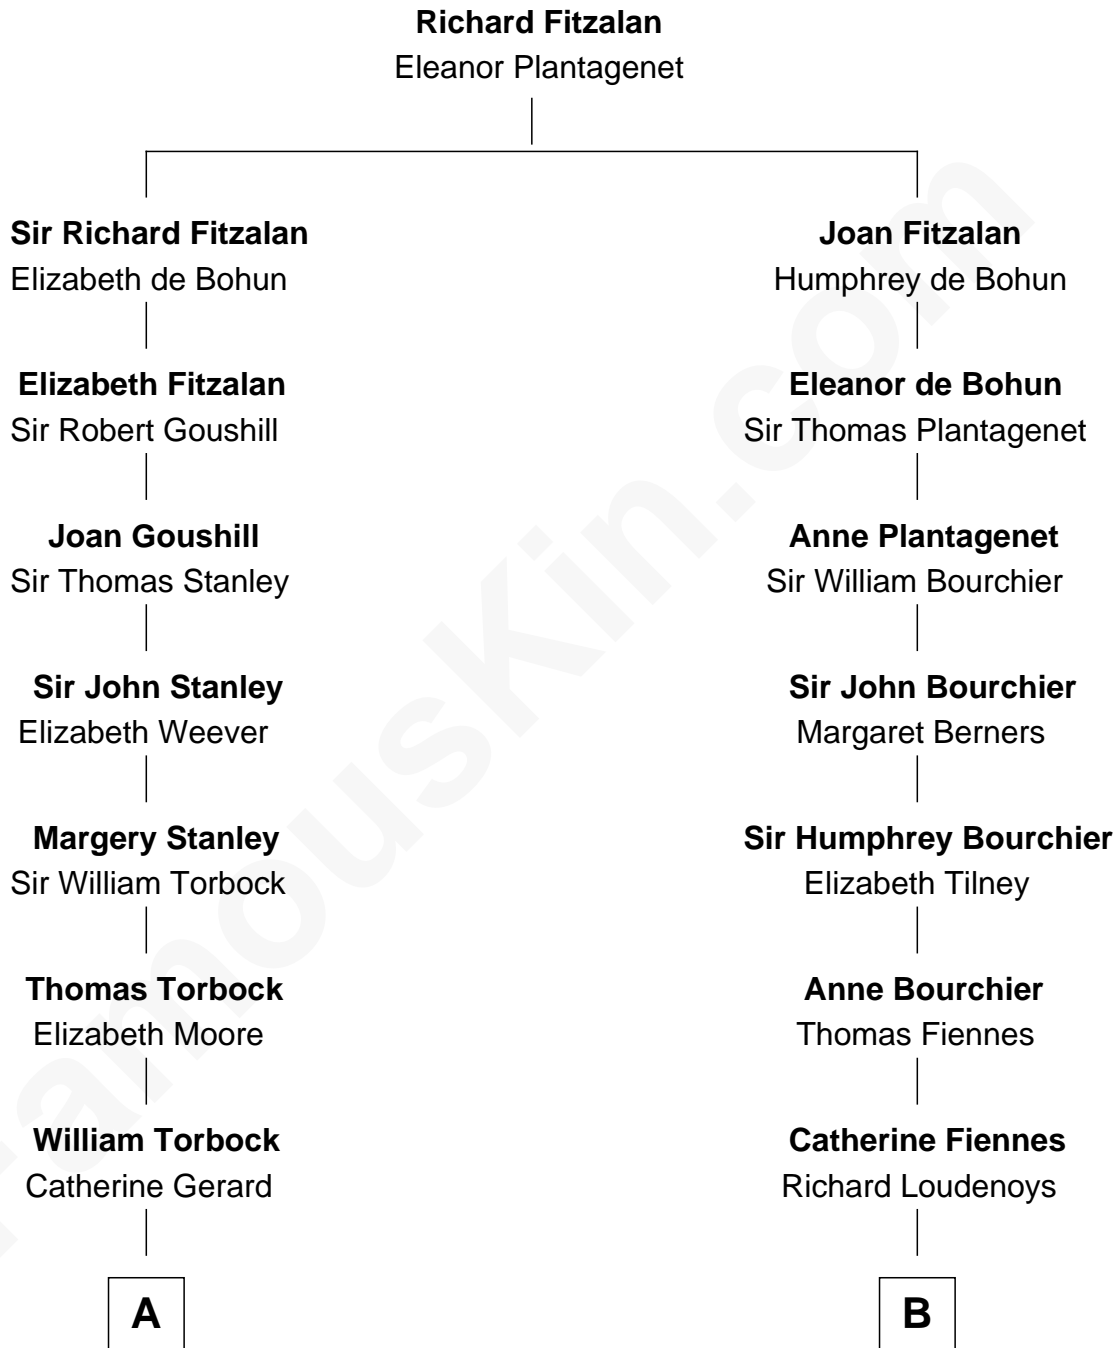 Richard Fitzalan
Eleanor Plantagenet
Sir Richard Fitzalan
Elizabeth de Bohun
Elizabeth Fitzalan
Sir Robert Goushill
Joan Goushill
Sir Thomas Stanley
Sir John Stanley
Elizabeth Weever
Margery Stanley
Sir William Torbock
Thomas Torbock
Elizabeth Moore
William Torbock
Catherine Gerard
A
Joan Fitzalan
Humphrey de Bohun
Eleanor de Bohun
Sir Thomas Plantagenet
Anne Plantagenet
Sir William Bourchier
Sir John Bourchier
Margaret Berners
Sir Humphrey Bourchier
Elizabeth Tilney
Anne Bourchier
Thomas Fiennes
Catherine Fiennes
Richard Loudenoys
B
FamousKin.com